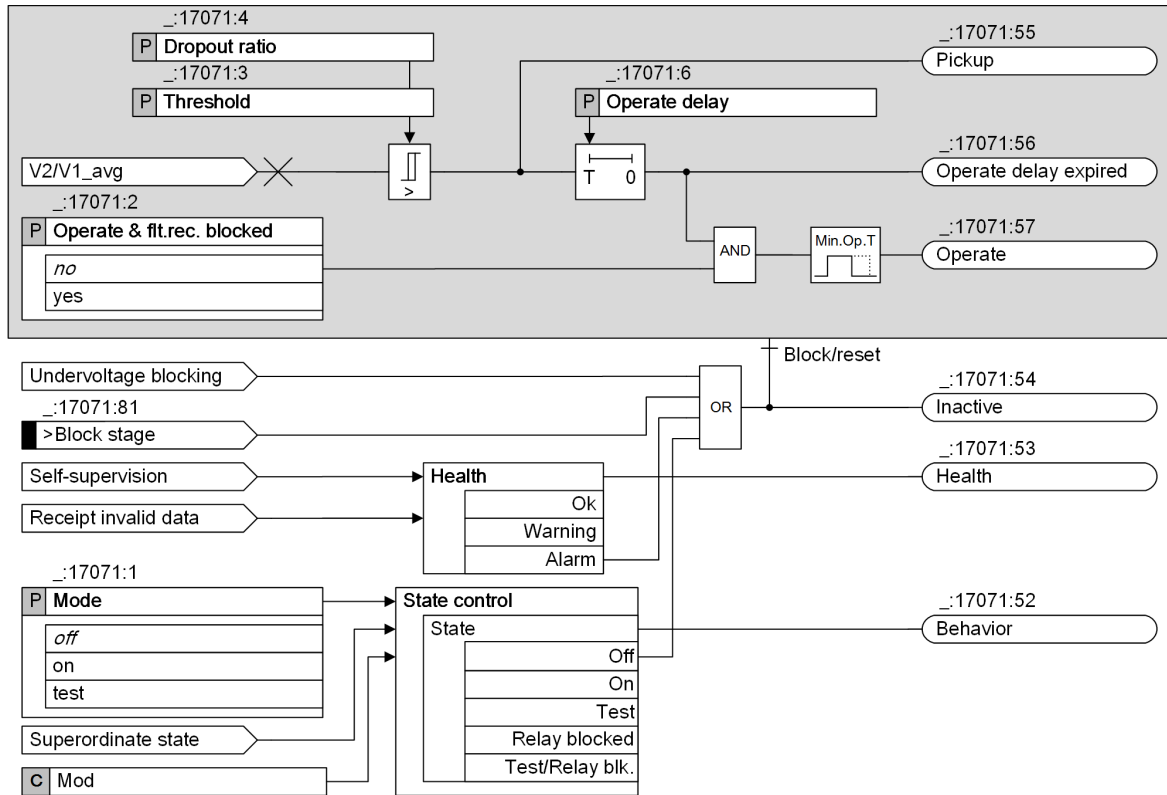 _:17071:4
P Dropout ratio
_:17071:3
P Threshold
_:17071:6
P Operate delay
_:17071:55
Pickup
V2/V1_avg
>
T 0
_:17071:56
Operate delay expired
_:17071:2
P Operate & flt.rec. blocked
no
yes
AND
Min.Op.T
_:17071:57
Operate
Block/reset
Undervoltage blocking
_:17071:81
>Block stage
OR
_:17071:54
Inactive
Self-supervision
Receipt invalid data
Health
Ok
Warning
Alarm
_:17071:53
Health
_:17071:1
P Mode
off
on
test
Superordinate state
C Mod
State control
State
Off
On
Test
Relay blocked
Test/Relay blk.
_:17071:52
Behavior